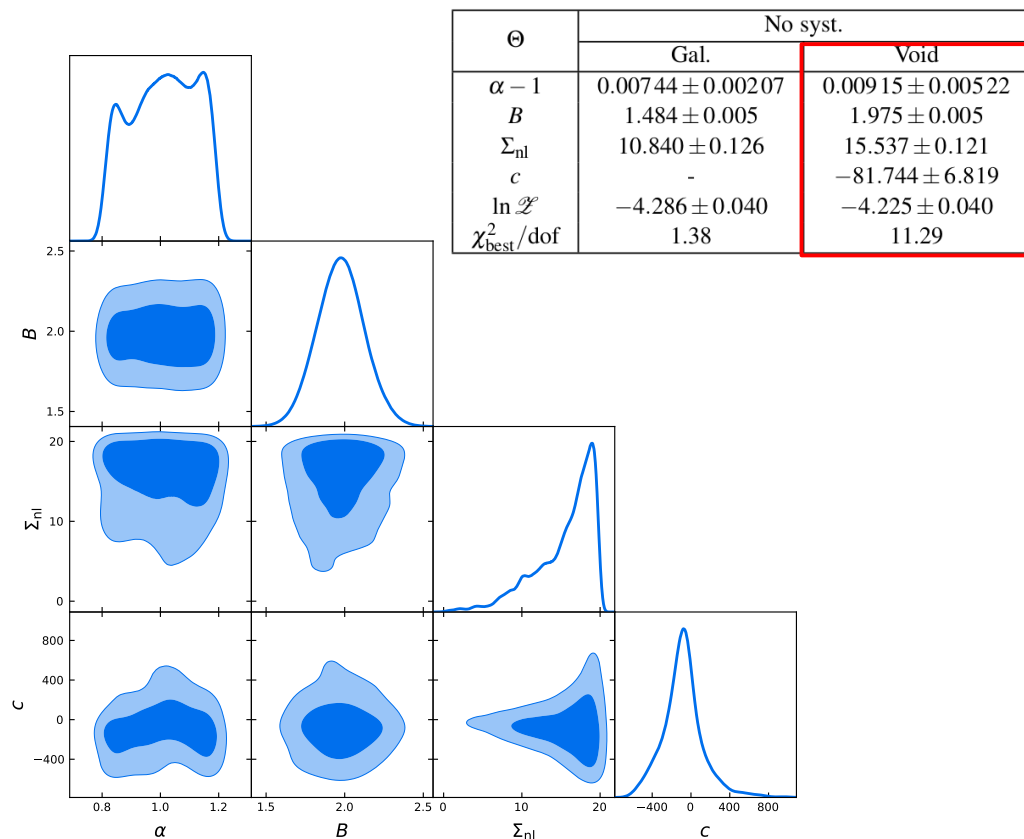 Θ No syst.
Gal. Void
α − 1 0.00744 ± 0.00207 0.00915 ± 0.00522
B 1.484 ± 0.005 1.975 ± 0.005
Σnl 10.840 ± 0.126 15.537 ± 0.121
c - −81.744 ± 6.819
ln 𝒵 −4.286 ± 0.040 −4.225 ± 0.040
χ²best/dof 1.38 11.29
2.5
B 2.0
1.5
20
Σnl 10
0
800
400
c 0
−400
0.8 1.0 1.2 1.5 2.0 2.5 0 10 20 −400 0 400 800
α B Σnl c